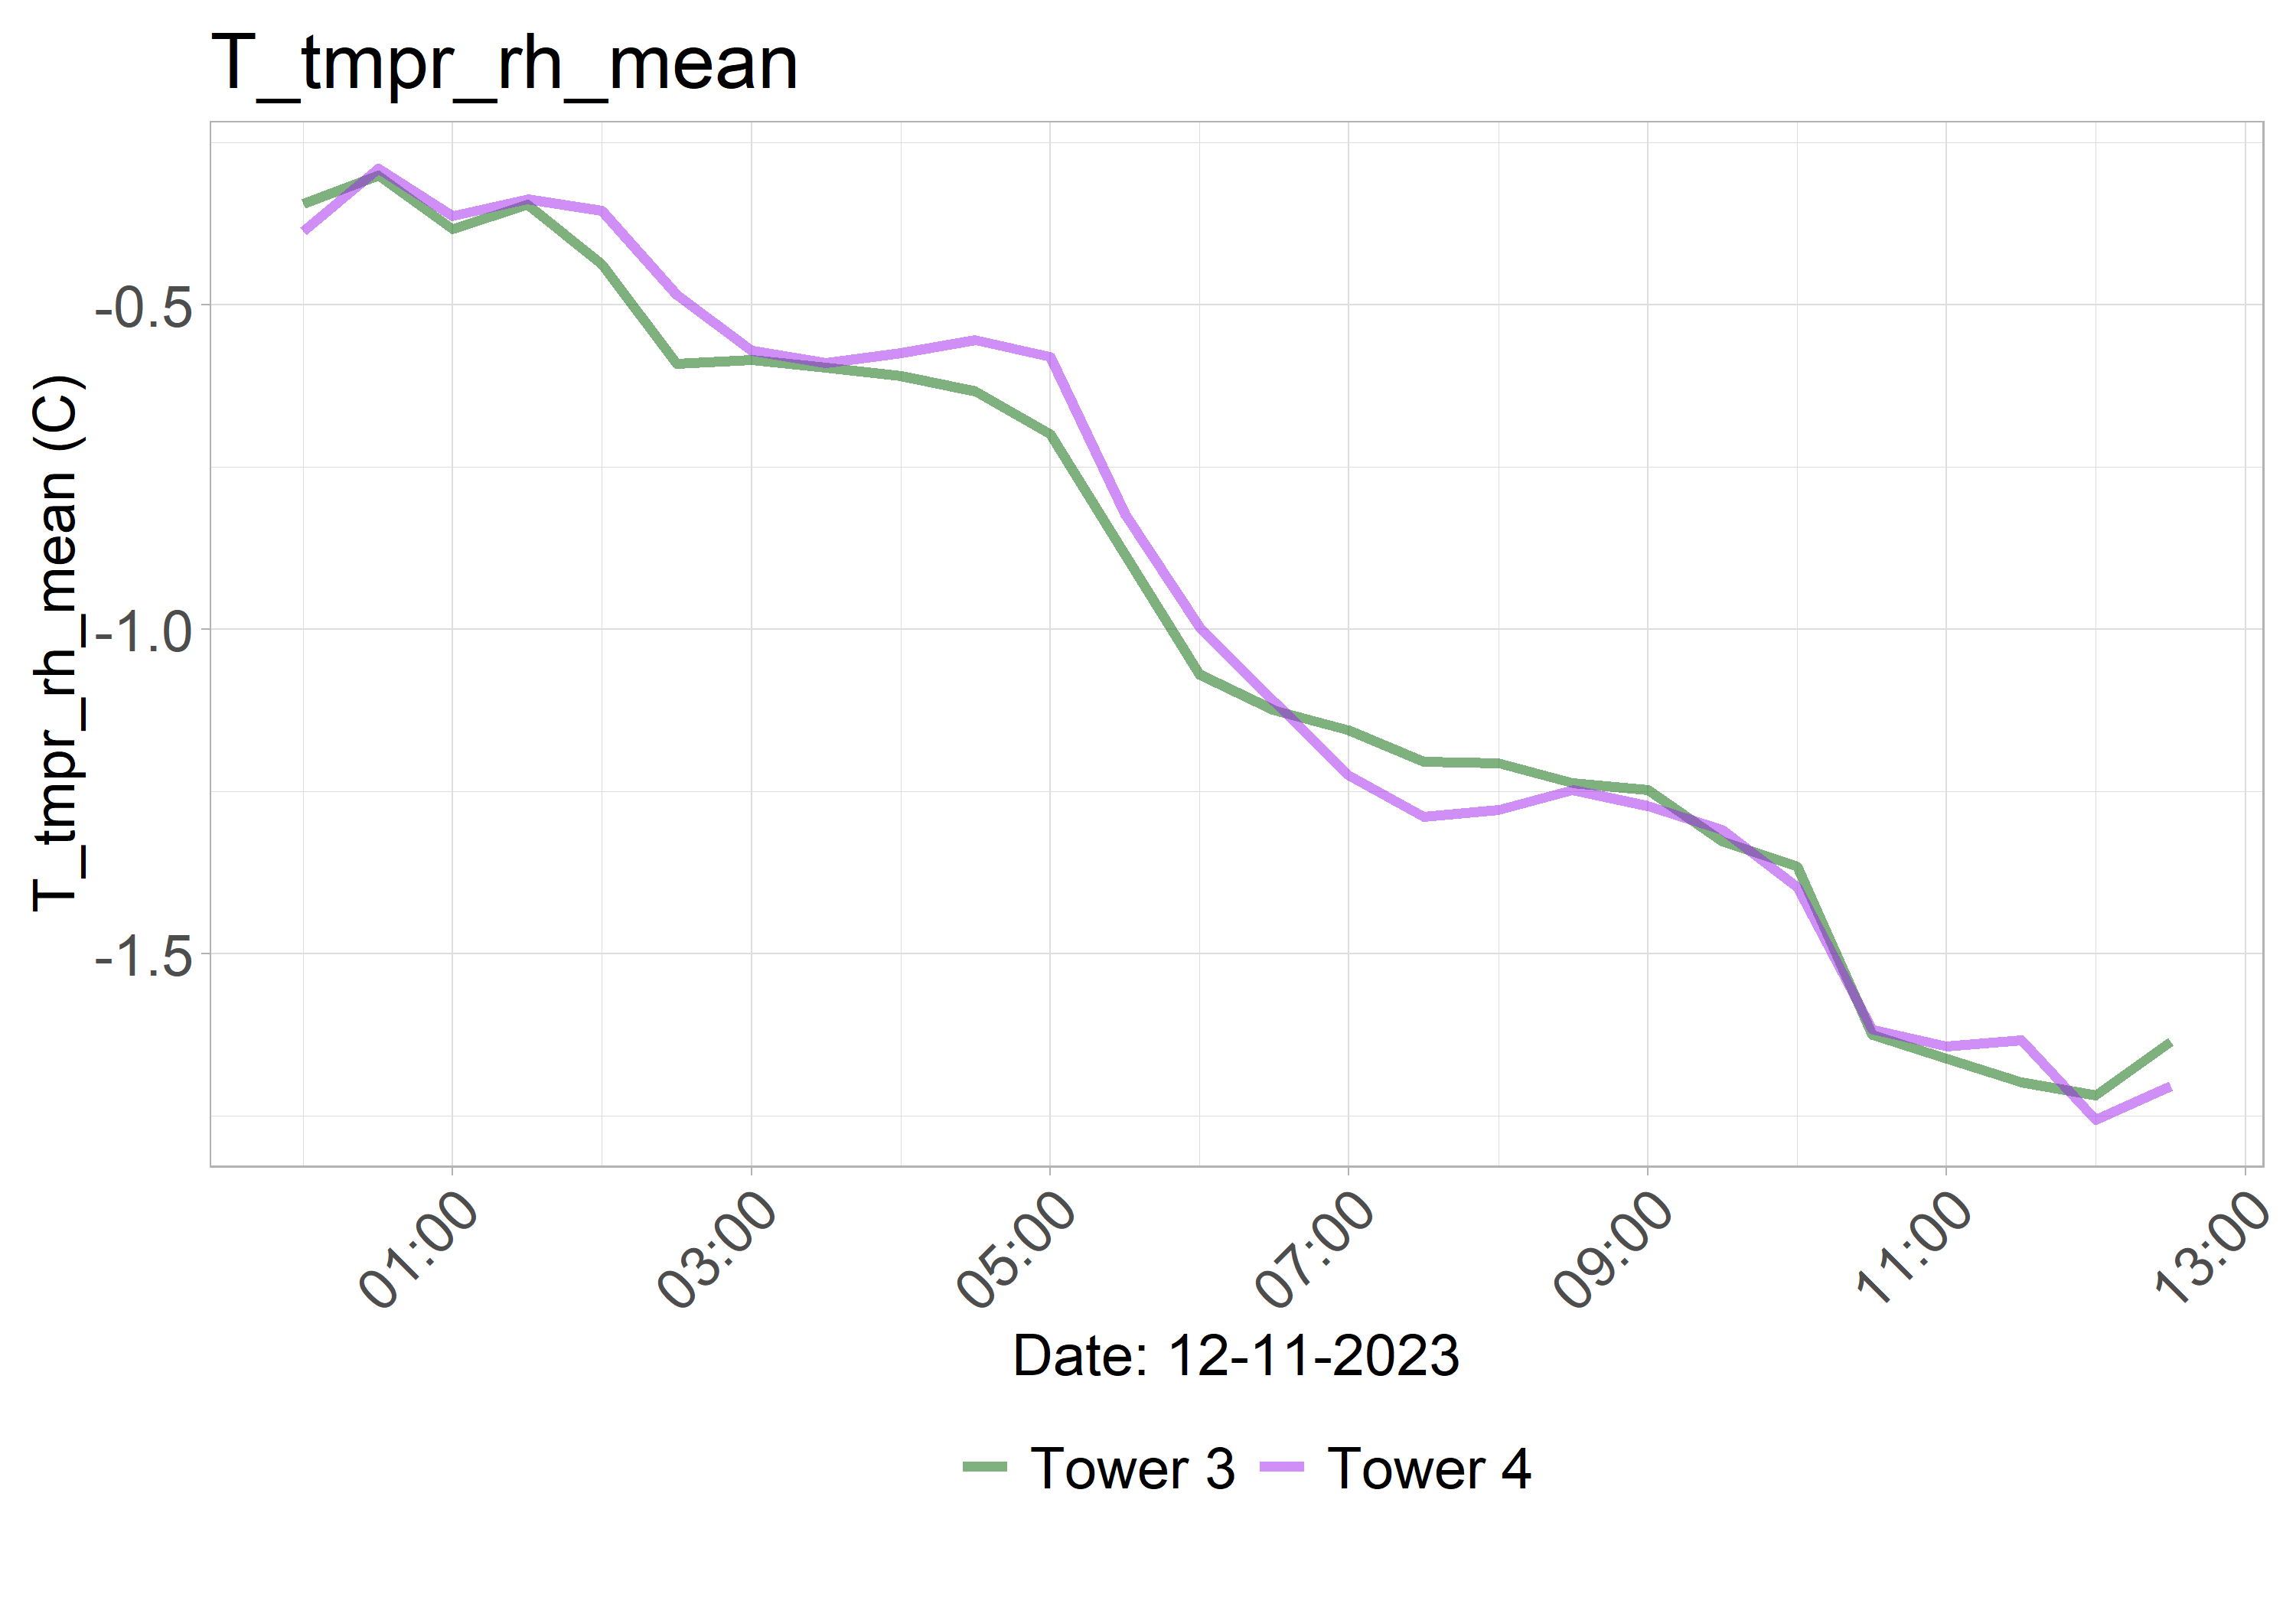 T_tmpr_rh_mean
T_tmpr_rh_mean (C)
-0.5
-1.0
-1.5
01:00
03:00
05:00
07:00
09:00
11:00
13:00
Date: 12-11-2023
Tower 3
Tower 4